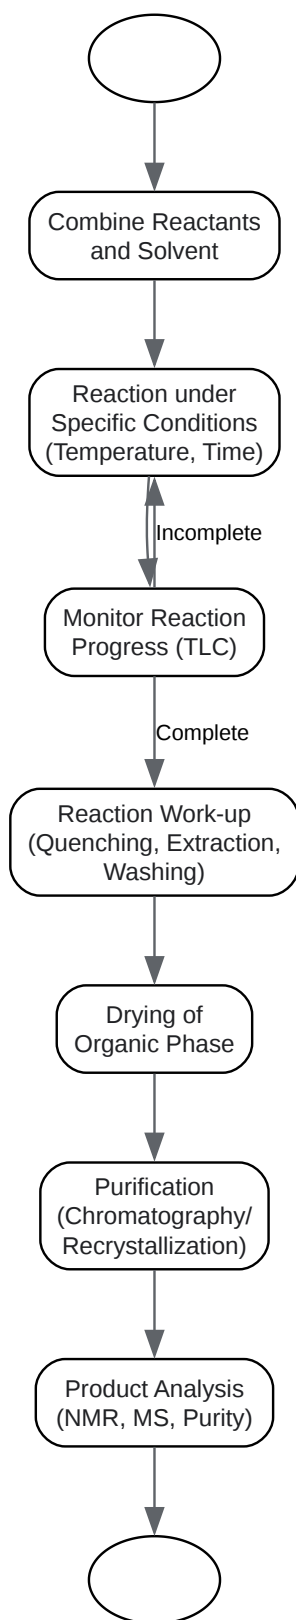 Combine Reactants
and Solvent
Reaction under
Specific Conditions
(Temperature, Time)
Incomplete
Monitor Reaction
Progress (TLC)
Complete
Reaction Work-up
(Quenching, Extraction,
Washing)
Drying of
Organic Phase
Purification
(Chromatography/
Recrystallization)
Product Analysis
(NMR, MS, Purity)